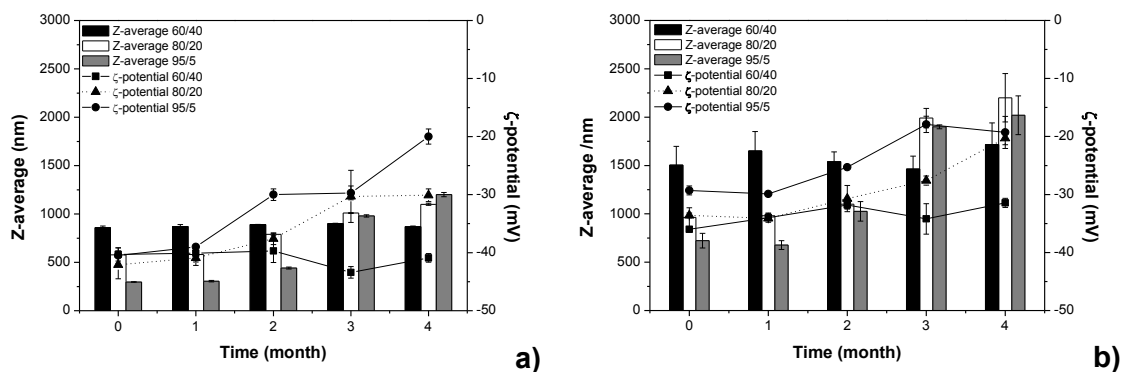 3000
2500
2000
1500
1000
500
0
Z-average (nm)
Z-average 60/40
Z-average 80/20
Z-average 95/5
ζ-potential 60/40
ζ-potential 80/20
ζ-potential 95/5
0
-10
-20
-30
-40
-50
ζ-potential (mV)
0 1 2 3 4
Time (month)
a)
3000
2500
2000
1500
1000
500
0
Z-average /nm
Z-average 60/40
Z-average 80/20
Z-average 95/5
ζ-potential 60/40
ζ-potential 80/20
ζ-potential 95/5
0
-10
-20
-30
-40
-50
ζ-potential (mV)
0 1 2 3 4
Time (month)
b)